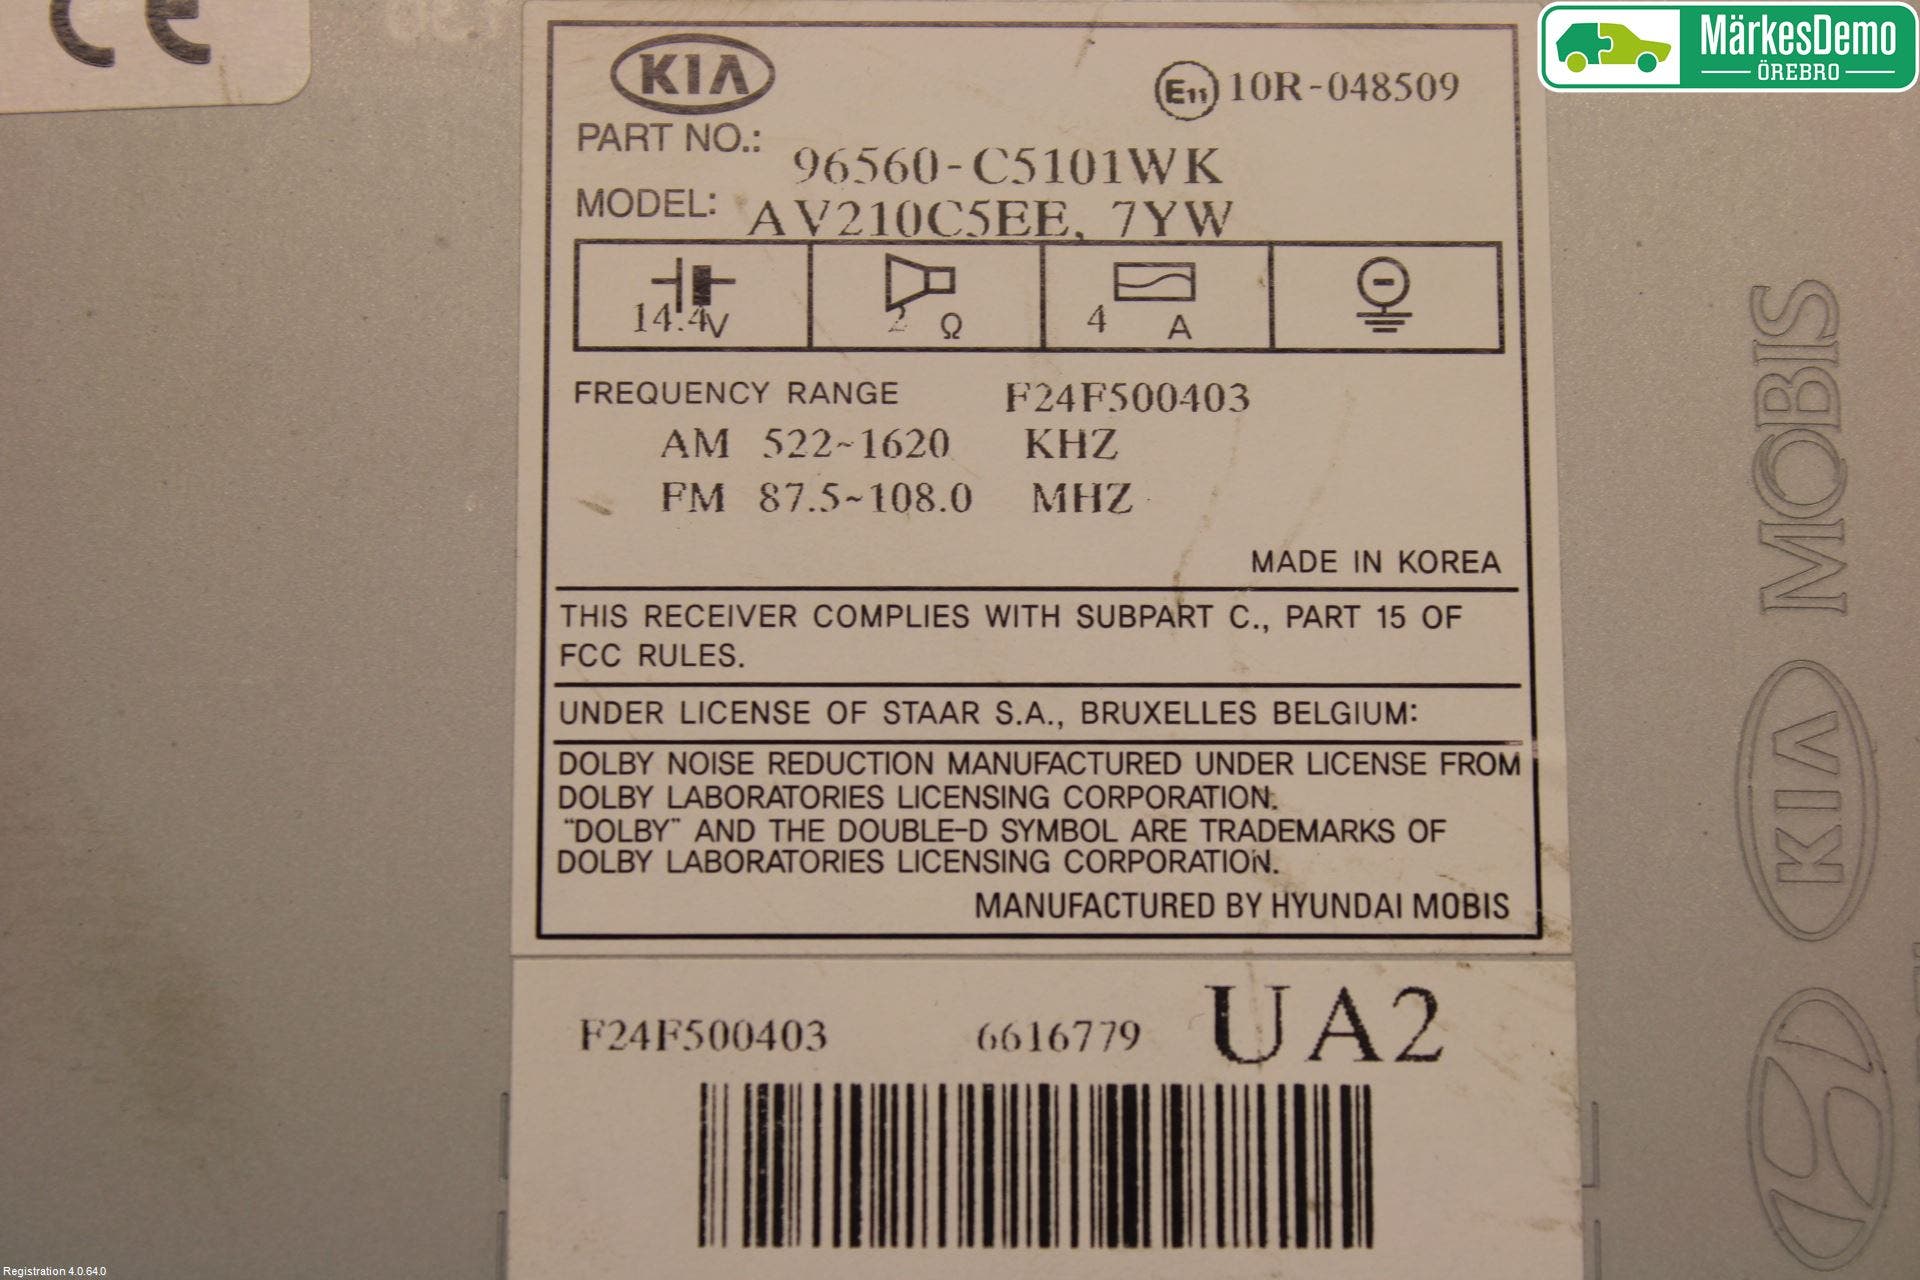 CE
MärkesDemo
ÖREBRO
KIA
E11 10R-048509
PART NO.: 96560-C5101WK
MODEL: AV210C5EE, 7YW
14.4V 2 Ω 4 A
FREQUENCY RANGE F24F500403
AM 522~1620 KHZ
FM 87.5~108.0 MHZ
MADE IN KOREA
THIS RECEIVER COMPLIES WITH SUBPART C., PART 15 OF
FCC RULES.
UNDER LICENSE OF STAAR S.A., BRUXELLES BELGIUM:
DOLBY NOISE REDUCTION MANUFACTURED UNDER LICENSE FROM
DOLBY LABORATORIES LICENSING CORPORATION.
“DOLBY” AND THE DOUBLE-D SYMBOL ARE TRADEMARKS OF
DOLBY LABORATORIES LICENSING CORPORATION.
MANUFACTURED BY HYUNDAI MOBIS
F24F500403 6616779 UA2
KIA MOBIS
Registration 4.0.64.0